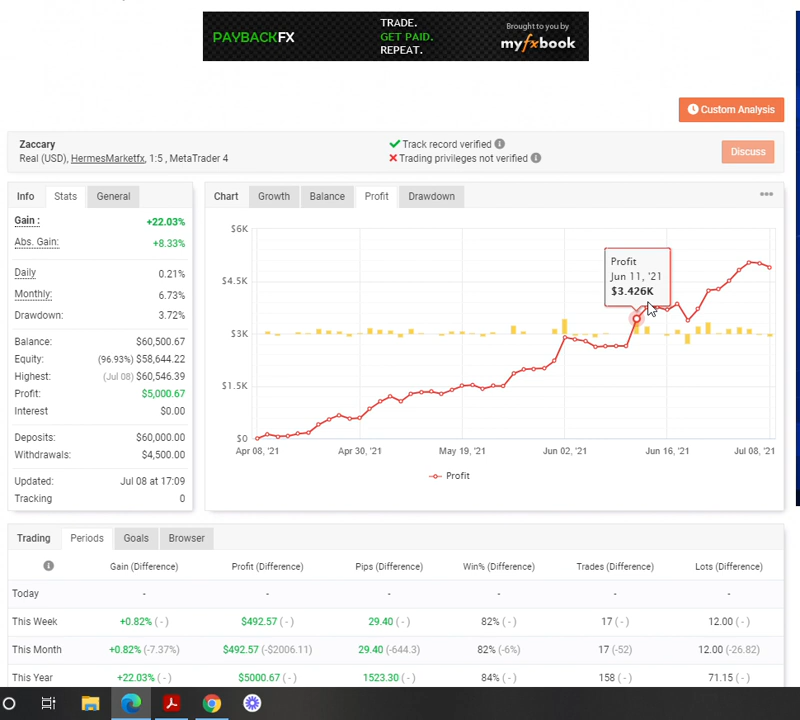 PAYBACKFX
TRADE.
GET PAID.
REPEAT.
Brought to you by
myfxbook
Custom Analysis
Zaccary
Real (USD), HermesMarketfx, 1:5 , MetaTrader 4
Track record verified
Trading privileges not verified
Discuss
Info Stats General
Gain : +22.03%
Abs. Gain: +8.33%
Daily 0.21%
Monthly: 6.73%
Drawdown: 3.72%
Balance: $60,500.67
Equity: (96.93%) $58,644.22
Highest: (Jul 08) $60,546.39
Profit: $5,000.67
Interest $0.00
Deposits: $60,000.00
Withdrawals: $4,500.00
Updated: Jul 08 at 17:09
Tracking 0
Chart Growth Balance Profit Drawdown
$6K
$4.5K
$3K
$1.5K
$0
Profit
Jun 11, '21
$3.426K
Apr 08, '21 Apr 30, '21 May 19, '21 Jun 02, '21 Jun 16, '21 Jul 08, '21
Profit
Trading Periods Goals Browser
Gain (Difference) Profit (Difference) Pips (Difference) Win% (Difference) Trades (Difference) Lots (Difference)
Today - - - - - -
This Week +0.82% ( - ) $492.57 ( - ) 29.40 ( - ) 82% ( - ) 17 ( - ) 12.00 ( - )
This Month +0.82% (-7.37%) $492.57 (-$2006.11) 29.40 (-644.3) 82% (-6%) 17 (-52) 12.00 (-26.82)
This Year +22.03% ( - ) $5000.67 ( - ) 1523.30 ( - ) 84% ( - ) 158 ( - ) 71.15 ( - )